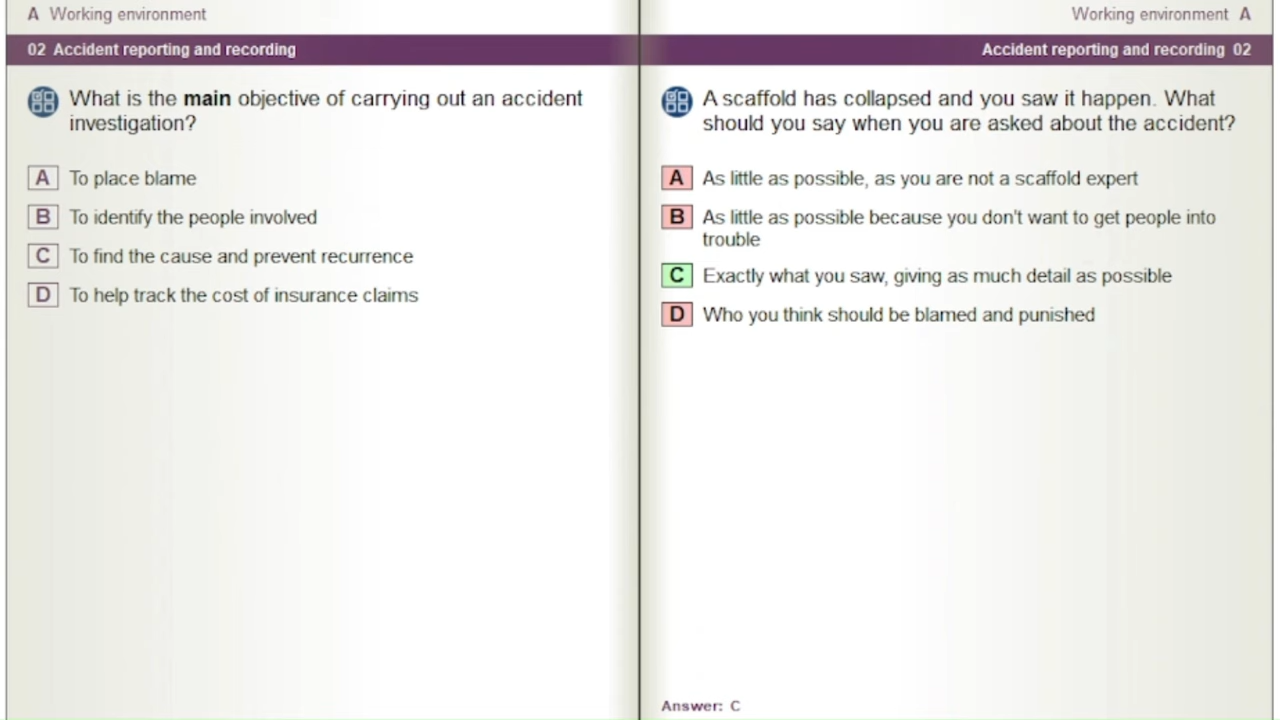 A Working environment
02 Accident reporting and recording
What is the main objective of carrying out an accident
investigation?
A To place blame
B To identify the people involved
C To find the cause and prevent recurrence
D To help track the cost of insurance claims
Working environment A
Accident reporting and recording 02
A scaffold has collapsed and you saw it happen. What
should you say when you are asked about the accident?
A As little as possible, as you are not a scaffold expert
B As little as possible because you don't want to get people into
trouble
C Exactly what you saw, giving as much detail as possible
D Who you think should be blamed and punished
Answer: C